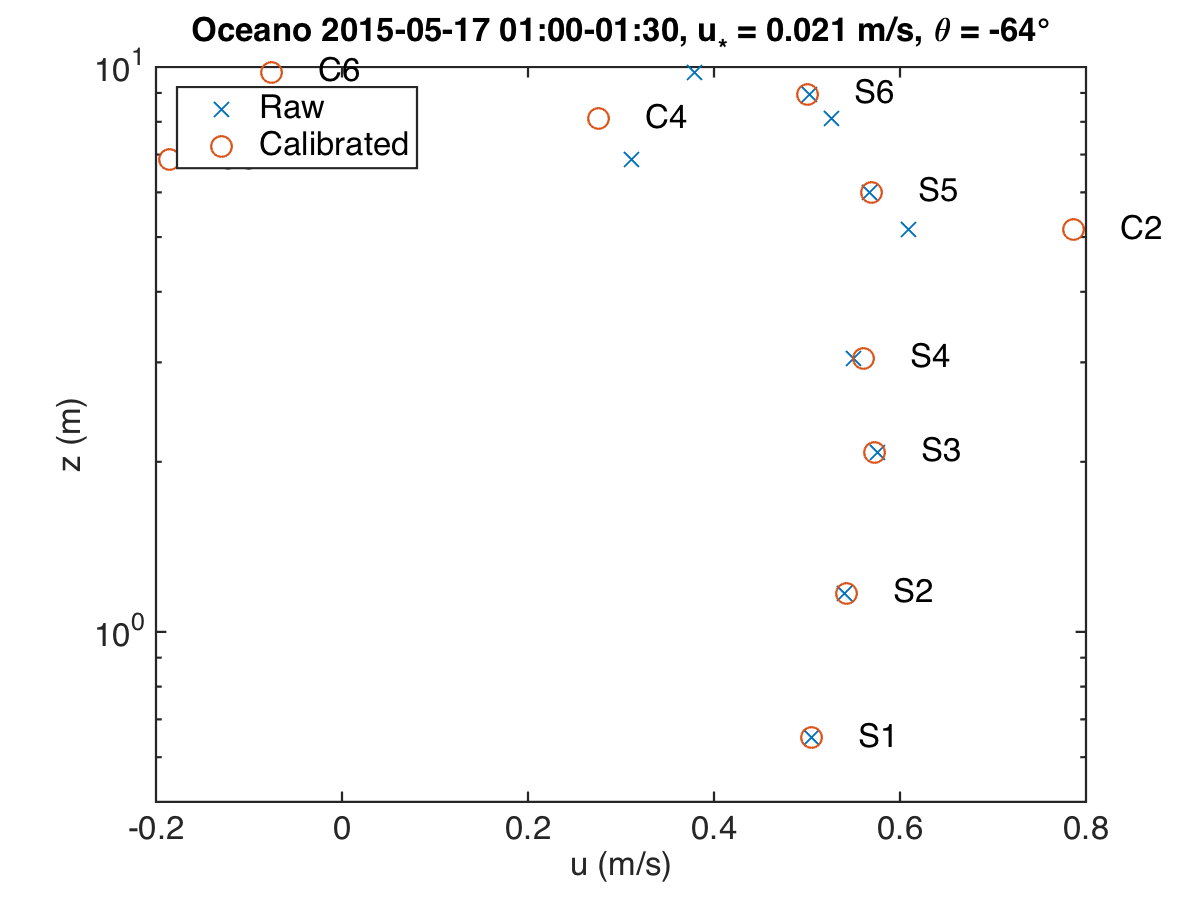 Oceano 2015-05-17 01:00-01:30, u* = 0.021 m/s, θ = -64°
10^1
C6
Raw
Calibrated
C4
S6
S5
C2
S4
S3
S2
10^0
S1
z (m)
-0.2 0 0.2 0.4 0.6 0.8
u (m/s)